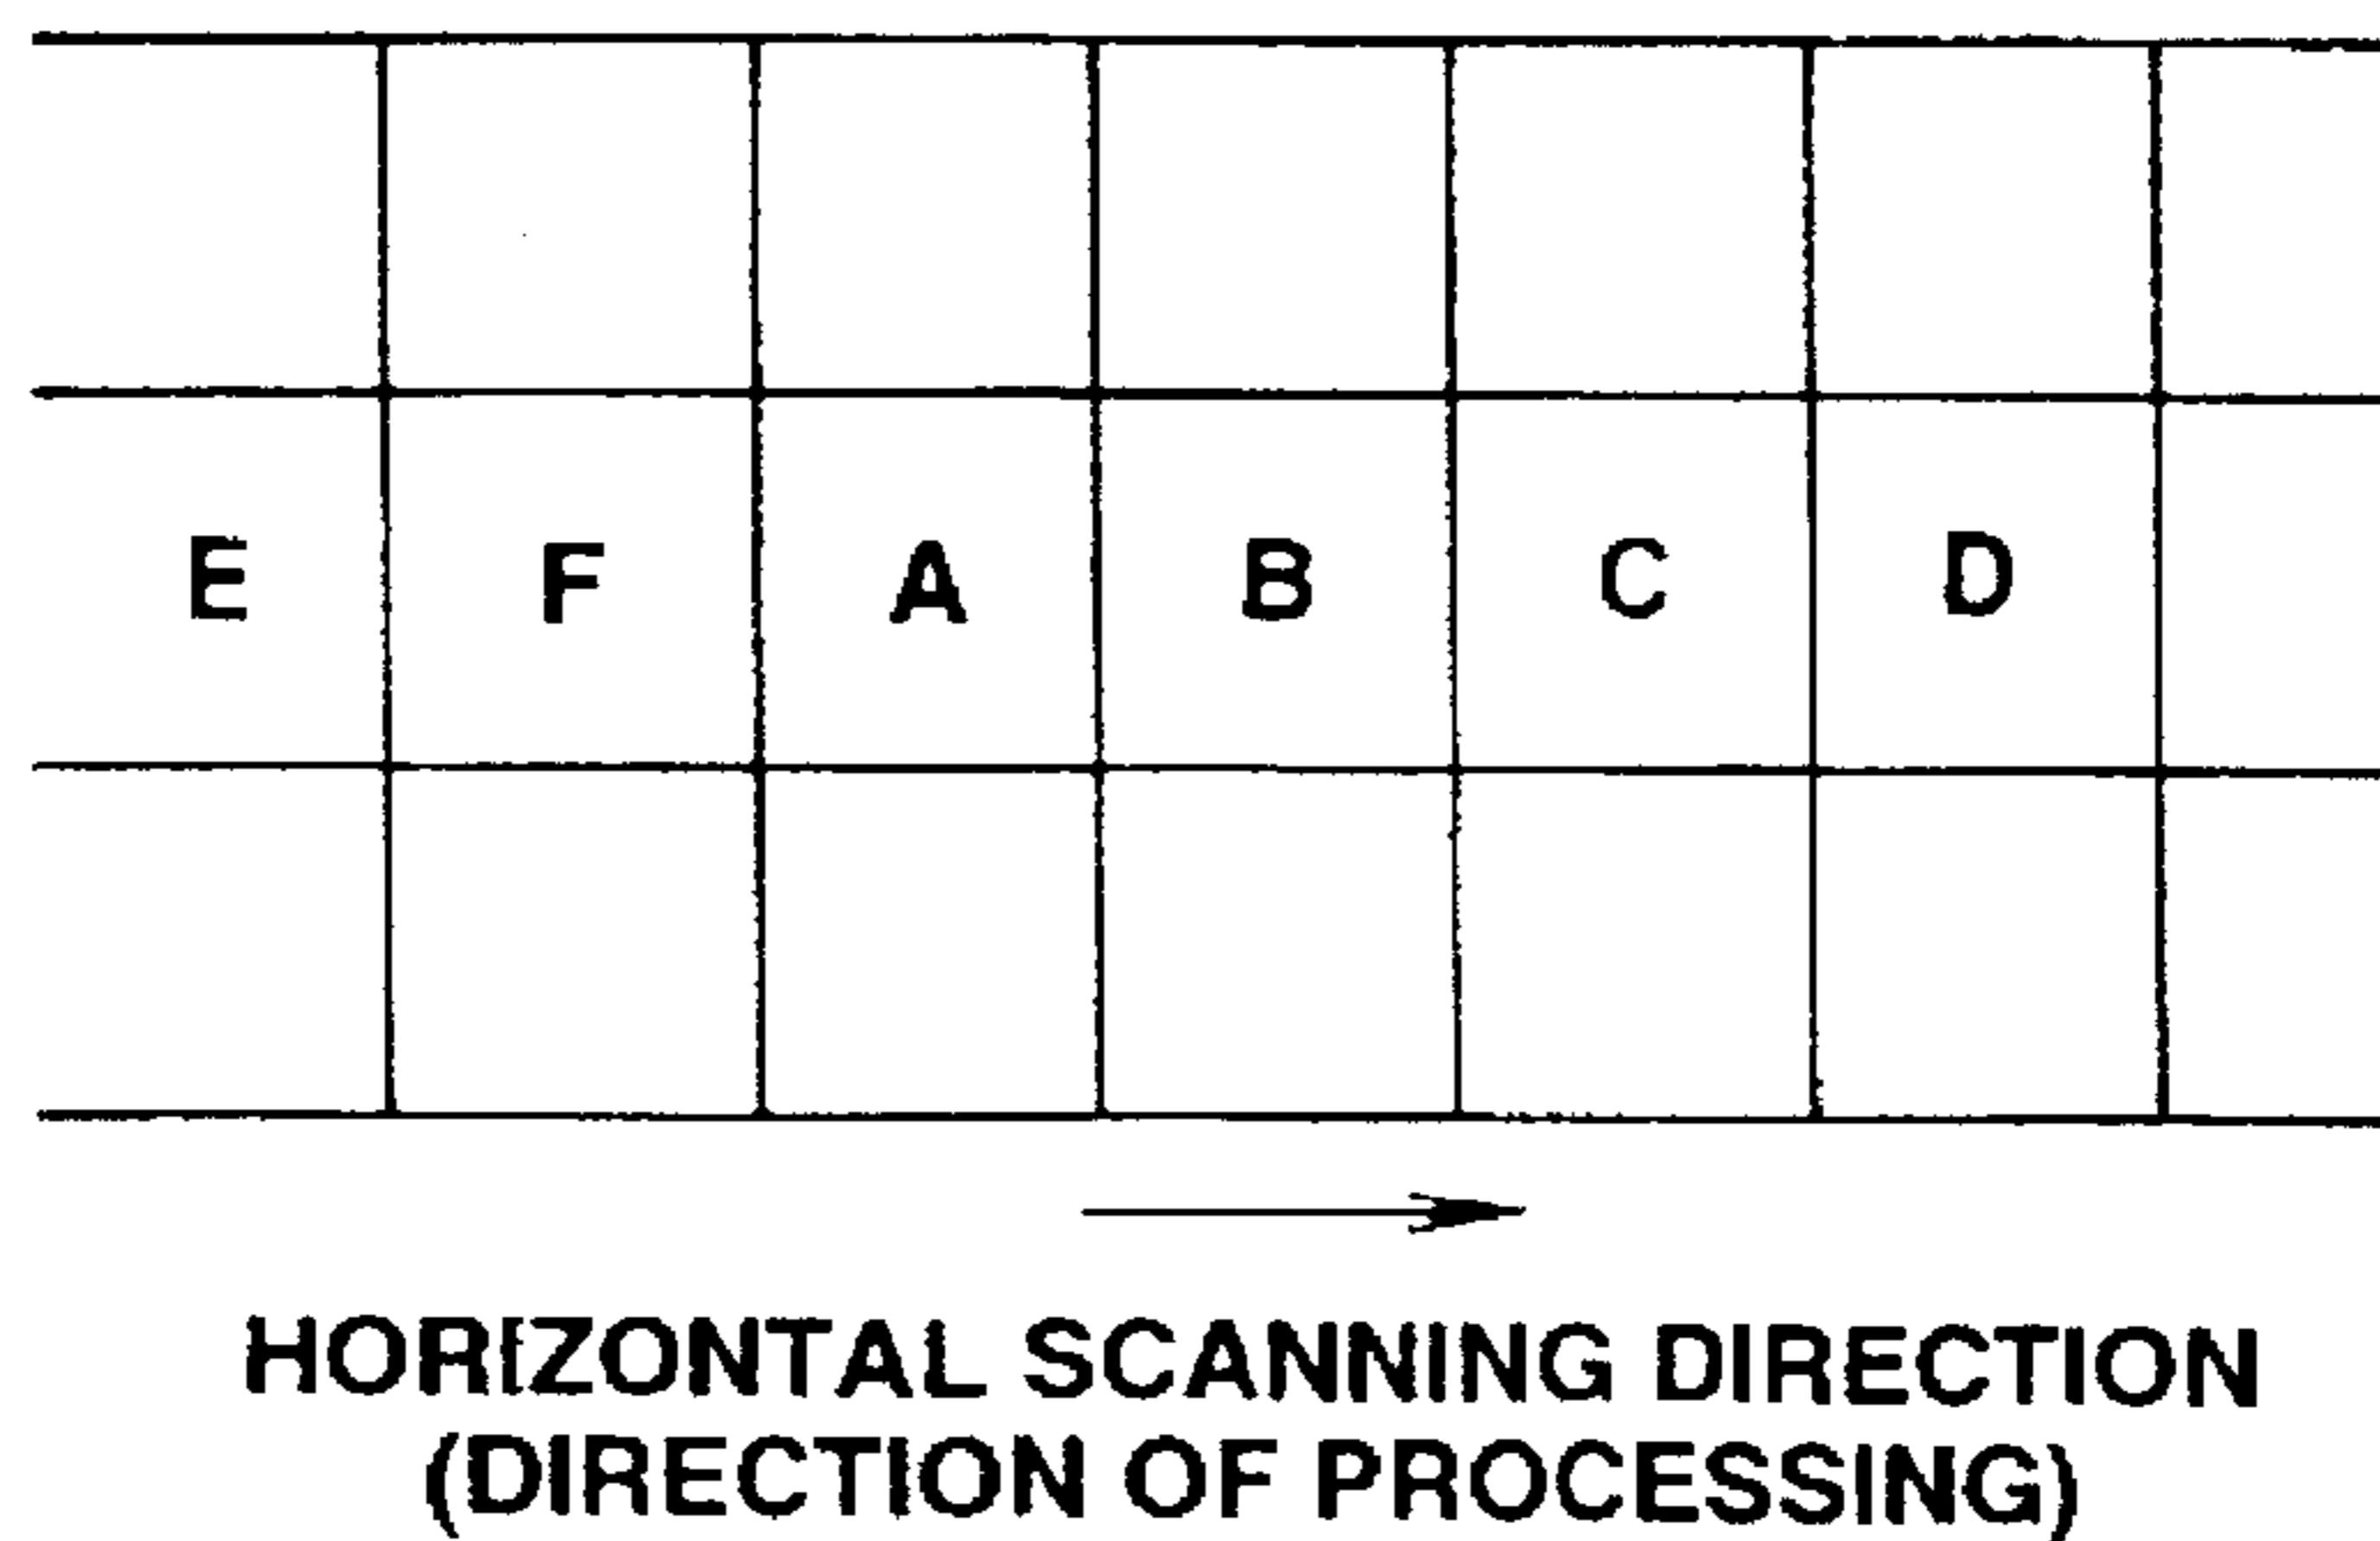 E F A B C D
HORIZONTAL SCANNING DIRECTION
(DIRECTION OF PROCESSING)